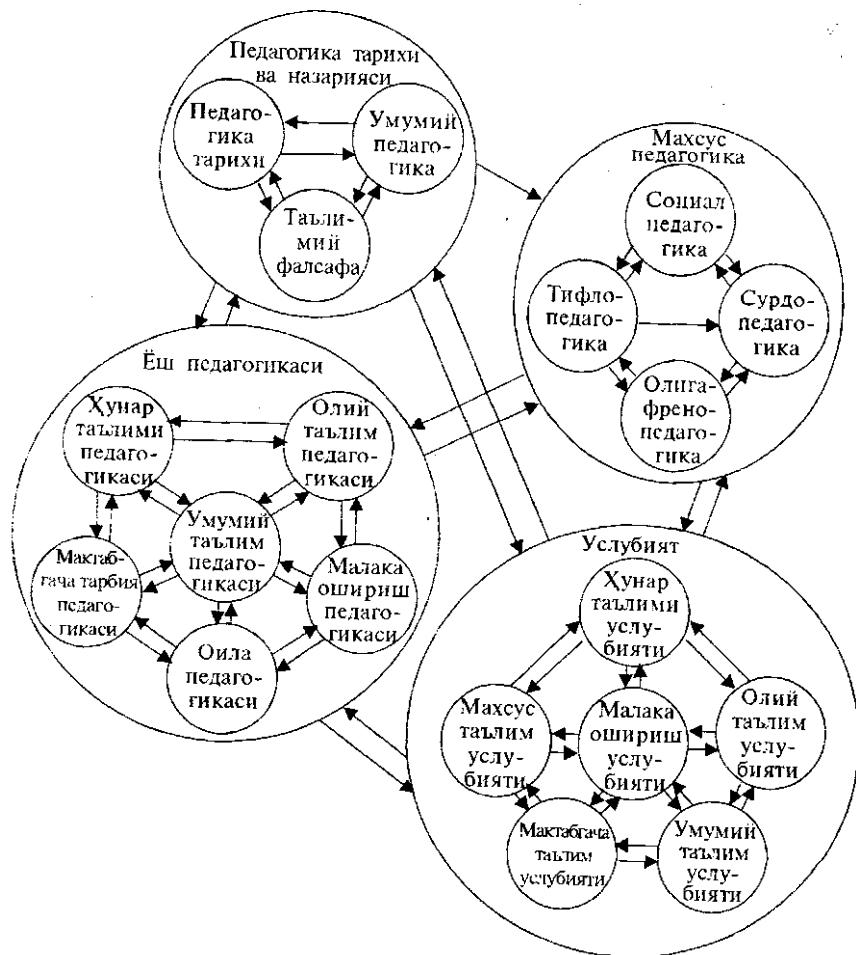 Педагогика тарихи
ва назарияси
Педаго-
гика
тарихи
Умумий
педаго-
гика
Таъли-
мий
фалсафа
Махсус
педагогика
Социал
педаго-
гика
Тифло-
педаго-
гика
Сурдо-
педаго-
гика
Олига-
френо-
педаго-
гика
Ёш педагогикаси
Ҳунар
таълими
педаго-
гикаси
Олий
таълим
педаго-
гикаси
Умумий
таълим
педаго-
гикаси
Мактаб-
гача тарбия
педаго-
гикаси
Малака
ошириш
педаго-
гикаси
Оила
педаго-
гикаси
Услубият
Ҳунар
таълими
услу-
бияти
Махсус
таълим
услу-
бияти
Малака
ошириш
услу-
бияти
Олий
таълим
услу-
бияти
Мактабгача
таълим
услубияти
Умумий
таълим
услу-
бияти